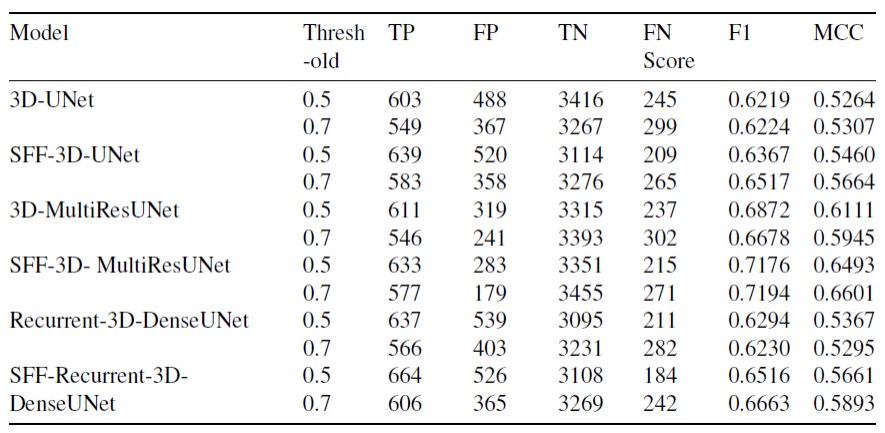 Model Thresh TP FP TN FN F1 MCC
-old Score
3D-UNet 0.5 603 488 3416 245 0.6219 0.5264
0.7 549 367 3267 299 0.6224 0.5307
SFF-3D-UNet 0.5 639 520 3114 209 0.6367 0.5460
0.7 583 358 3276 265 0.6517 0.5664
3D-MultiResUNet 0.5 611 319 3315 237 0.6872 0.6111
0.7 546 241 3393 302 0.6678 0.5945
SFF-3D- MultiResUNet 0.5 633 283 3351 215 0.7176 0.6493
0.7 577 179 3455 271 0.7194 0.6601
Recurrent-3D-DenseUNet 0.5 637 539 3095 211 0.6294 0.5367
0.7 566 403 3231 282 0.6230 0.5295
SFF-Recurrent-3D- 0.5 664 526 3108 184 0.6516 0.5661
DenseUNet 0.7 606 365 3269 242 0.6663 0.5893